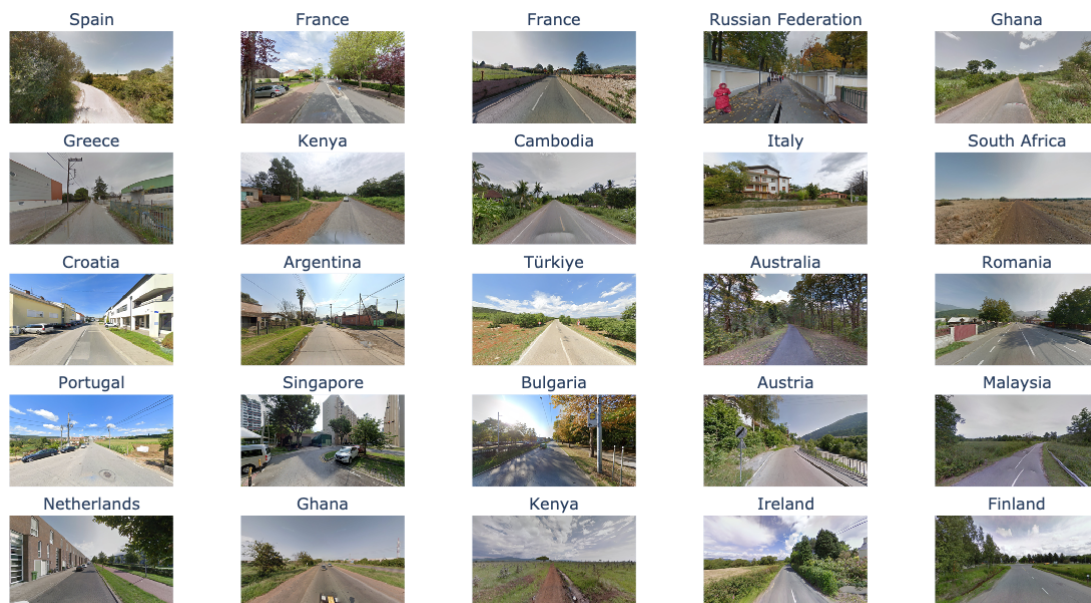 Spain France France Russian Federation Ghana
Greece Kenya Cambodia Italy South Africa
Croatia Argentina Türkiye Australia Romania
Portugal Singapore Bulgaria Austria Malaysia
Netherlands Ghana Kenya Ireland Finland